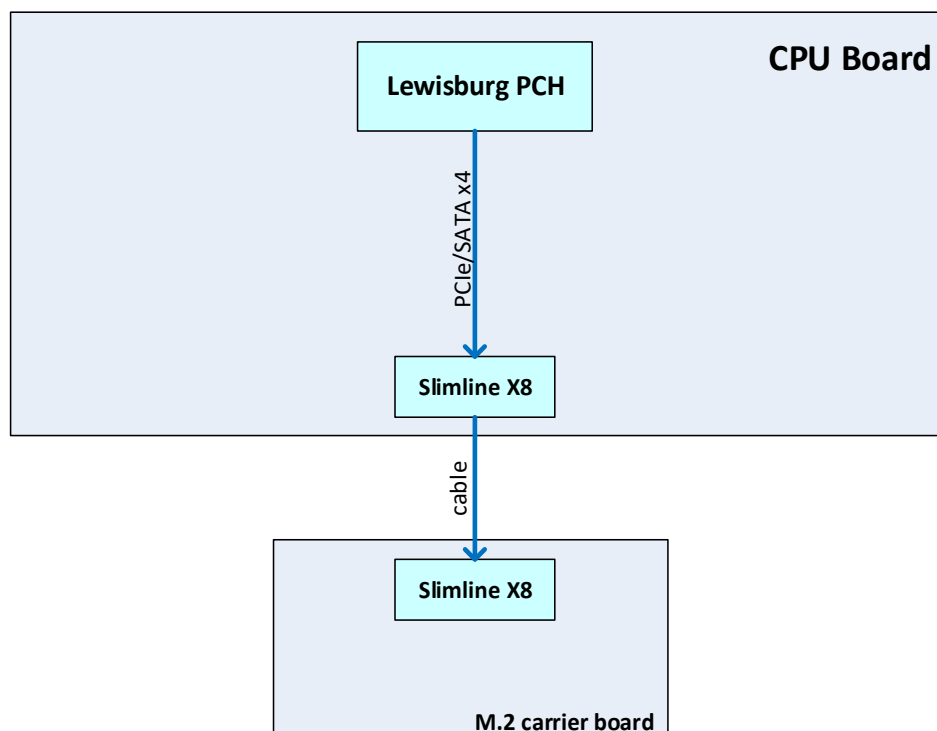 CPU Board
Lewisburg PCH
PCIe/SATA x4
Slimline X8
cable
Slimline X8
M.2 carrier board